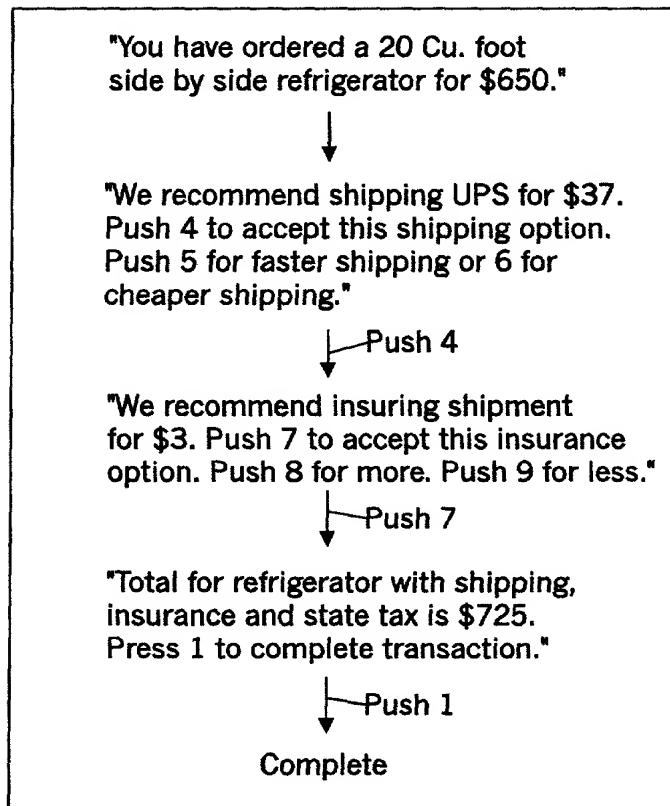 "You have ordered a 20 Cu. foot
side by side refrigerator for $650."
"We recommend shipping UPS for $37.
Push 4 to accept this shipping option.
Push 5 for faster shipping or 6 for
cheaper shipping."
Push 4
"We recommend insuring shipment
for $3. Push 7 to accept this insurance
option. Push 8 for more. Push 9 for less."
Push 7
"Total for refrigerator with shipping,
insurance and state tax is $725.
Press 1 to complete transaction."
Push 1
Complete